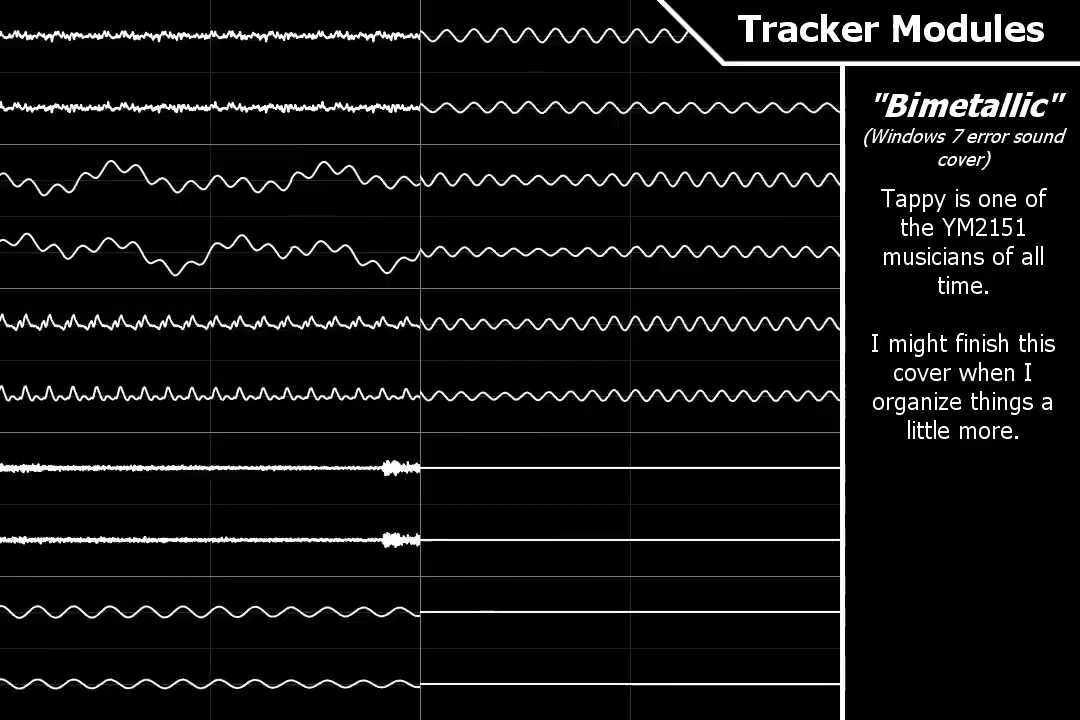 Tracker Modules
"Bimetallic"
(Windows 7 error sound
cover)
Tappy is one of
the YM2151
musicians of all
time.
I might finish this
cover when I
organize things a
little more.